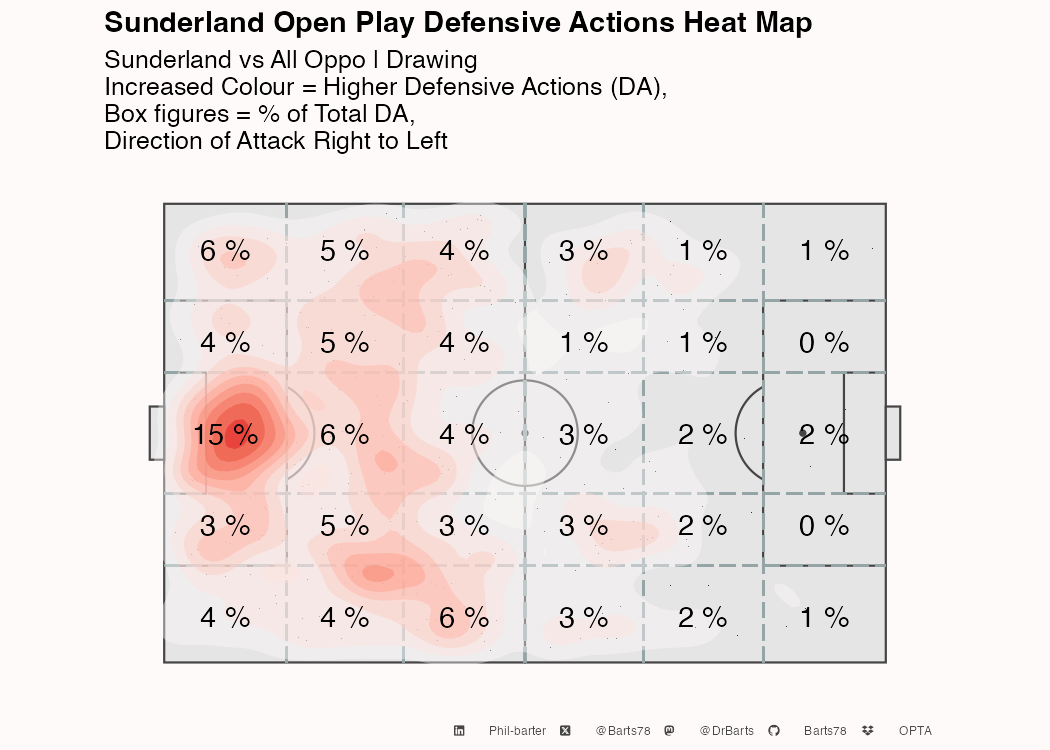 Sunderland Open Play Defensive Actions Heat Map
Sunderland vs All Oppo | Drawing
Increased Colour = Higher Defensive Actions (DA),
Box figures = % of Total DA,
Direction of Attack Right to Left
6 % 5 % 4 % 3 % 1 % 1 %
4 % 5 % 4 % 1 % 1 % 0 %
15 % 6 % 4 % 3 % 2 % 2 %
3 % 5 % 3 % 3 % 2 % 0 %
4 % 4 % 6 % 3 % 2 % 1 %
Phil-barter @Barts78 @DrBarts Barts78 OPTA